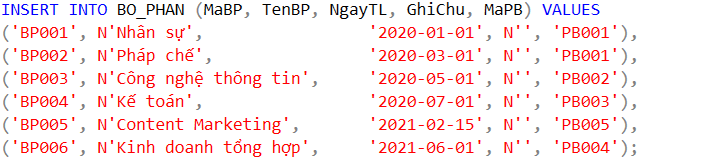 INSERT INTO BO_PHAN (MaBP, TenBP, NgayTL, GhiChu, MaPB) VALUES
('BP001', N'Nhân sự', '2020-01-01', N'', 'PB001'),
('BP002', N'Pháp chế', '2020-03-01', N'', 'PB001'),
('BP003', N'Công nghệ thông tin', '2020-05-01', N'', 'PB002'),
('BP004', N'Kế toán', '2020-07-01', N'', 'PB003'),
('BP005', N'Content Marketing', '2021-02-15', N'', 'PB005'),
('BP006', N'Kinh doanh tổng hợp', '2021-06-01', N'', 'PB004');